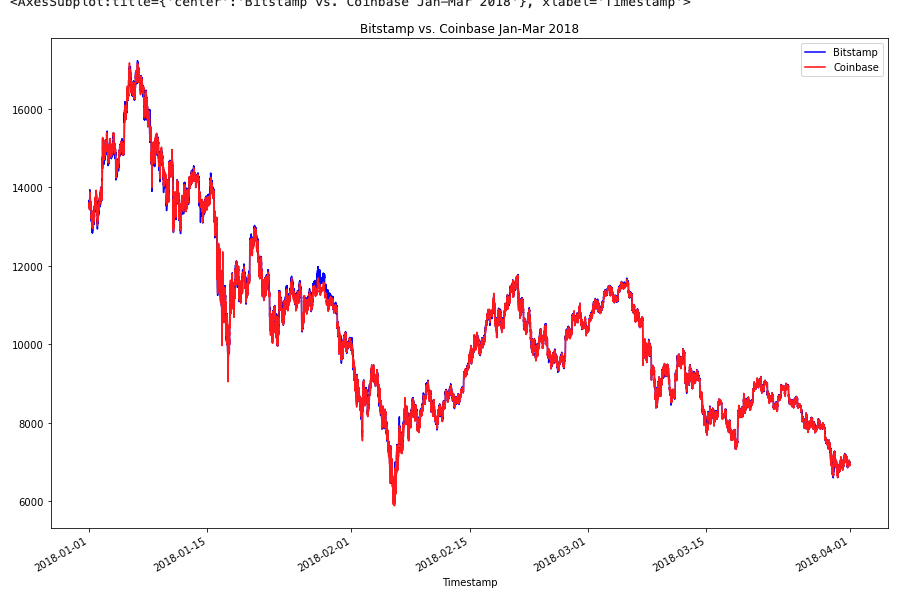 <AxesSubplot:title={'center':'Bitstamp vs. Coinbase Jan-Mar 2018'}, xlabel='Timestamp'>
Bitstamp vs. Coinbase Jan-Mar 2018
Bitstamp
Coinbase
16000
14000
12000
10000
8000
6000
2018-01-01
2018-01-15
2018-02-01
2018-02-15
2018-03-01
2018-03-15
2018-04-01
Timestamp